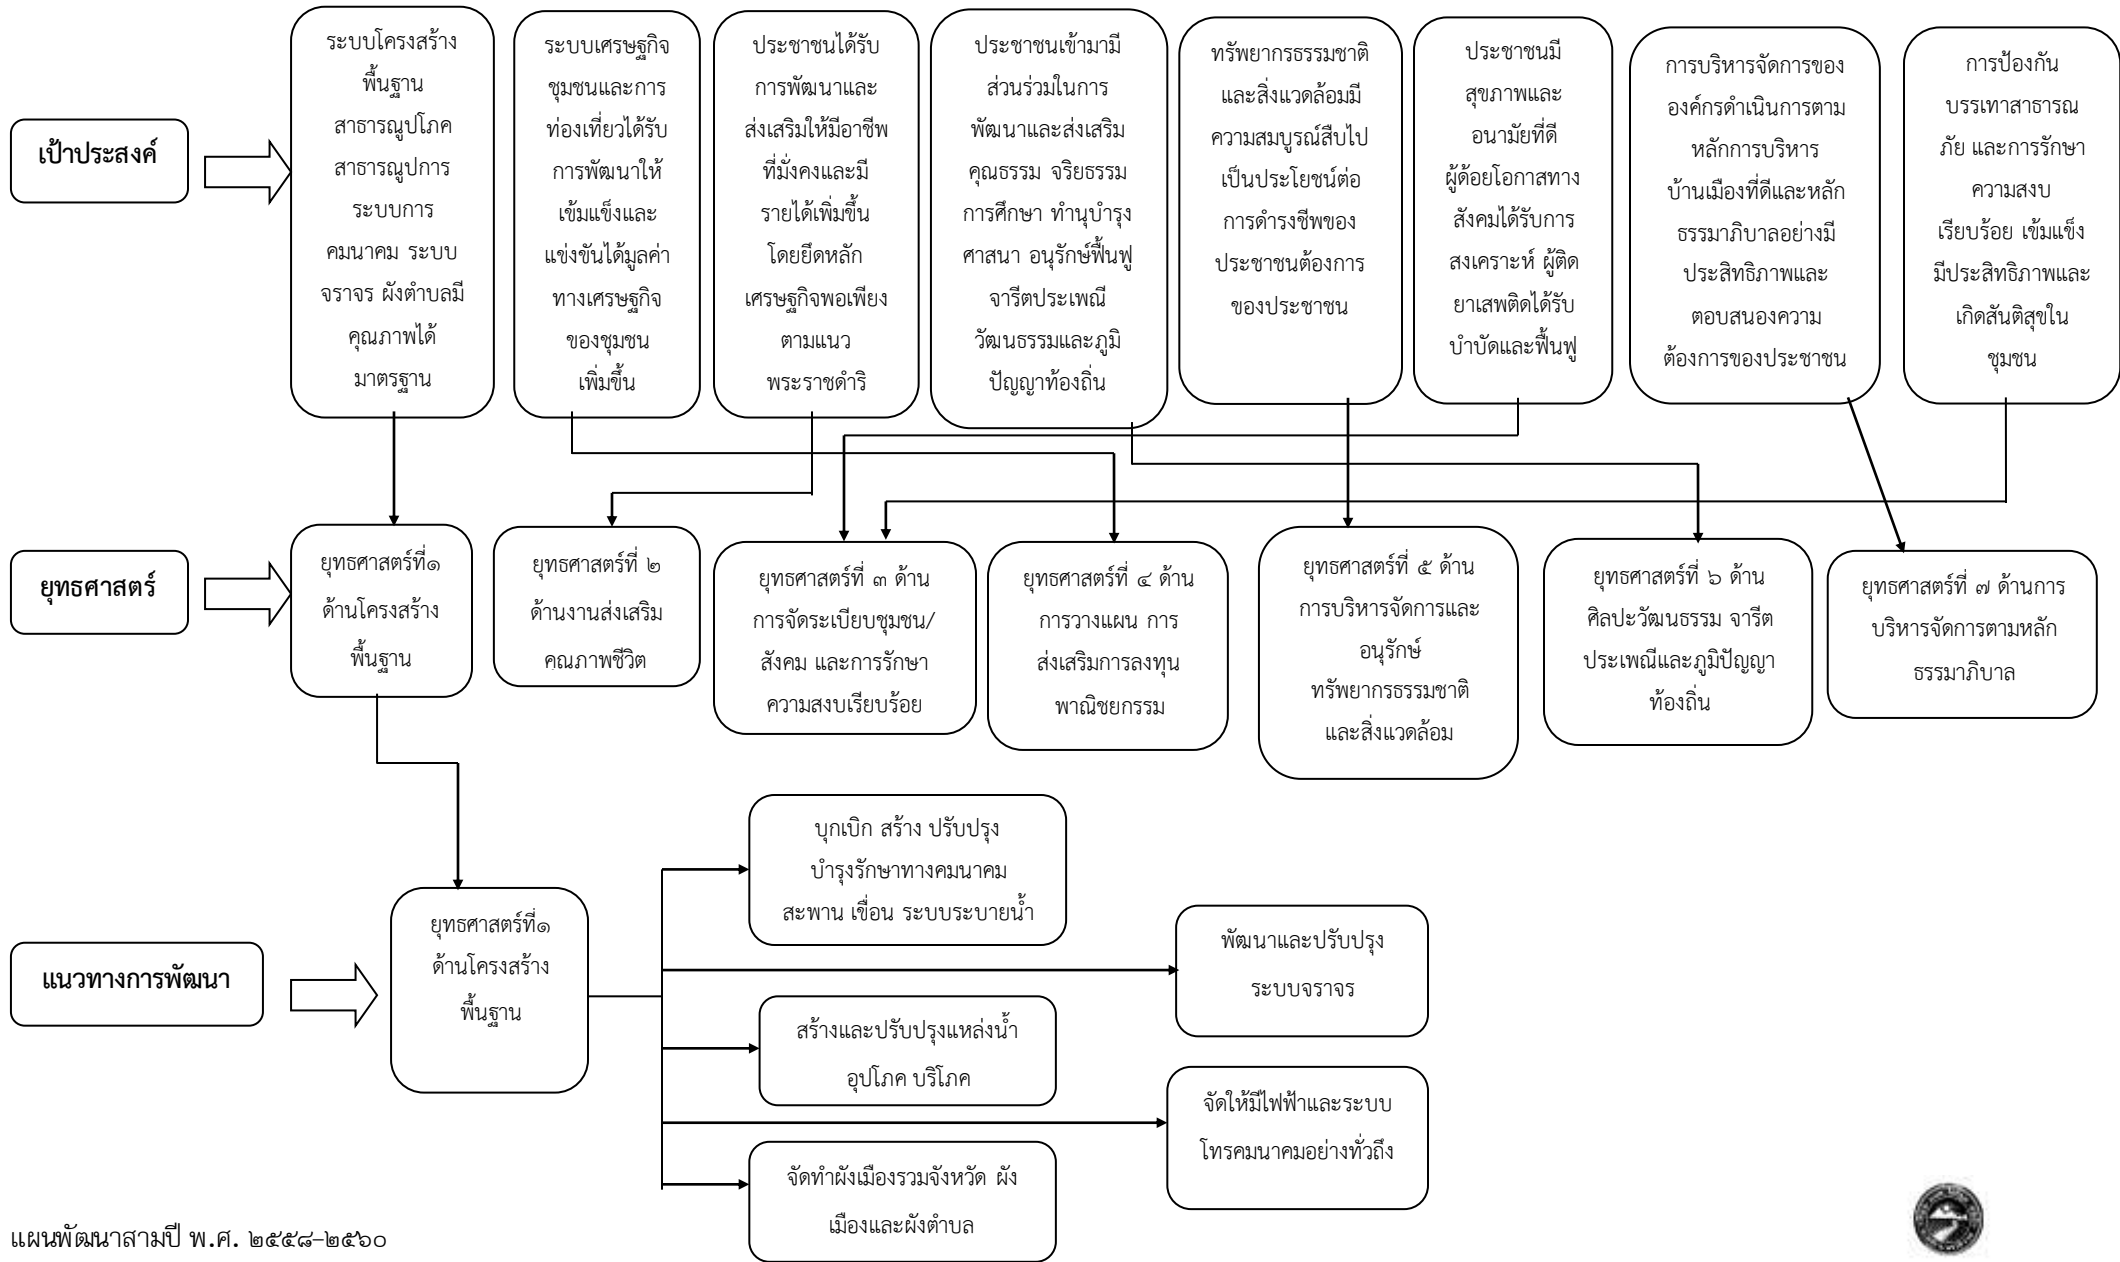 เป้าประสงค์
ระบบโครงสร้าง
พื้นฐาน
สาธารณูปโภค
สาธารณูปการ
ระบบการ
คมนาคม ระบบ
จราจร ผังตำบลมี
คุณภาพได้
มาตรฐาน
ระบบเศรษฐกิจ
ชุมชนและการ
ท่องเที่ยวได้รับ
การพัฒนาให้
เข้มแข็งและ
แข่งขันได้มูลค่า
ทางเศรษฐกิจ
ของชุมชน
เพิ่มขึ้น
ประชาชนได้รับ
การพัฒนาและ
ส่งเสริมให้มีอาชีพ
ที่มั่งคงและมี
รายได้เพิ่มขึ้น
โดยยึดหลัก
เศรษฐกิจพอเพียง
ตามแนว
พระราชดำริ
ประชาชนเข้ามามี
ส่วนร่วมในการ
พัฒนาและส่งเสริม
คุณธรรม จริยธรรม
การศึกษา ทำนุบำรุง
ศาสนา อนุรักษ์ฟื้นฟู
จารีตประเพณี
วัฒนธรรมและภูมิ
ปัญญาท้องถิ่น
ทรัพยากรธรรมชาติ
และสิ่งแวดล้อมมี
ความสมบูรณ์สืบไป
เป็นประโยชน์ต่อ
การดำรงชีพของ
ประชาชนต้องการ
ของประชาชน
ประชาชนมี
สุขภาพและ
อนามัยที่ดี
ผู้ด้อยโอกาสทาง
สังคมได้รับการ
สงเคราะห์ ผู้ติด
ยาเสพติดได้รับ
บำบัดและฟื้นฟู
การบริหารจัดการของ
องค์กรดำเนินการตาม
หลักการบริหาร
บ้านเมืองที่ดีและหลัก
ธรรมาภิบาลอย่างมี
ประสิทธิภาพและ
ตอบสนองความ
ต้องการของประชาชน
การป้องกัน
บรรเทาสาธารณ
ภัย และการรักษา
ความสงบ
เรียบร้อย เข้มแข็ง
มีประสิทธิภาพและ
เกิดสันติสุขใน
ชุมชน
ยุทธศาสตร์
ยุทธศาสตร์ที่๑
ด้านโครงสร้าง
พื้นฐาน
ยุทธศาสตร์ที่ ๒
ด้านงานส่งเสริม
คณภาพชีวิต
ยุทธศาสตร์ที่ ๓ ด้าน
การจัดระเบียบชุมชน/
สังคม และการรักษา
ความสงบเรียบร้อย
ยุทธศาสตร์ที่ ๔ ด้าน
การวางแผน การ
ส่งเสริมการลงทุน
พาณิชยกรรม
ยุทธศาสตร์ที่ ๕ ด้าน
การบริหารจัดการและ
อนุรักษ์
ทรัพยากรธรรมชาติ
และสิ่งแวดล้อม
ยุทธศาสตร์ที่ ๖ ด้าน
ศิลปะวัฒนธรรม จารีต
ประเพณีและภูมิปัญญา
ท้องถิ่น
ยุทธศาสตร์ที่ ๗ ด้านการ
บริหารจัดการตามหลัก
ธรรมาภิบาล
แนวทางการพัฒนา
ยุทธศาสตร์ที่๑
ด้านโครงสร้าง
พื้นฐาน
บุกเบิก สร้าง ปรับปรุง
บำรุงรักษาทางคมนาคม
สะพาน เขื่อน ระบบระบายน้ำ
พัฒนาและปรับปรุง
ระบบจราจร
สร้างและปรับปรุงแหล่งน้ำ
อุปโภค บริโภค
จัดให้มีไฟฟ้าและระบบ
โทรคมนาคมอย่างทั่วถึง
จัดทำผังเมืองรวมจังหวัด ผัง
เมืองและผังตำบล
แผนพัฒนาสามปี พ.ศ. ๒๕๕๘–๒๕๖๐